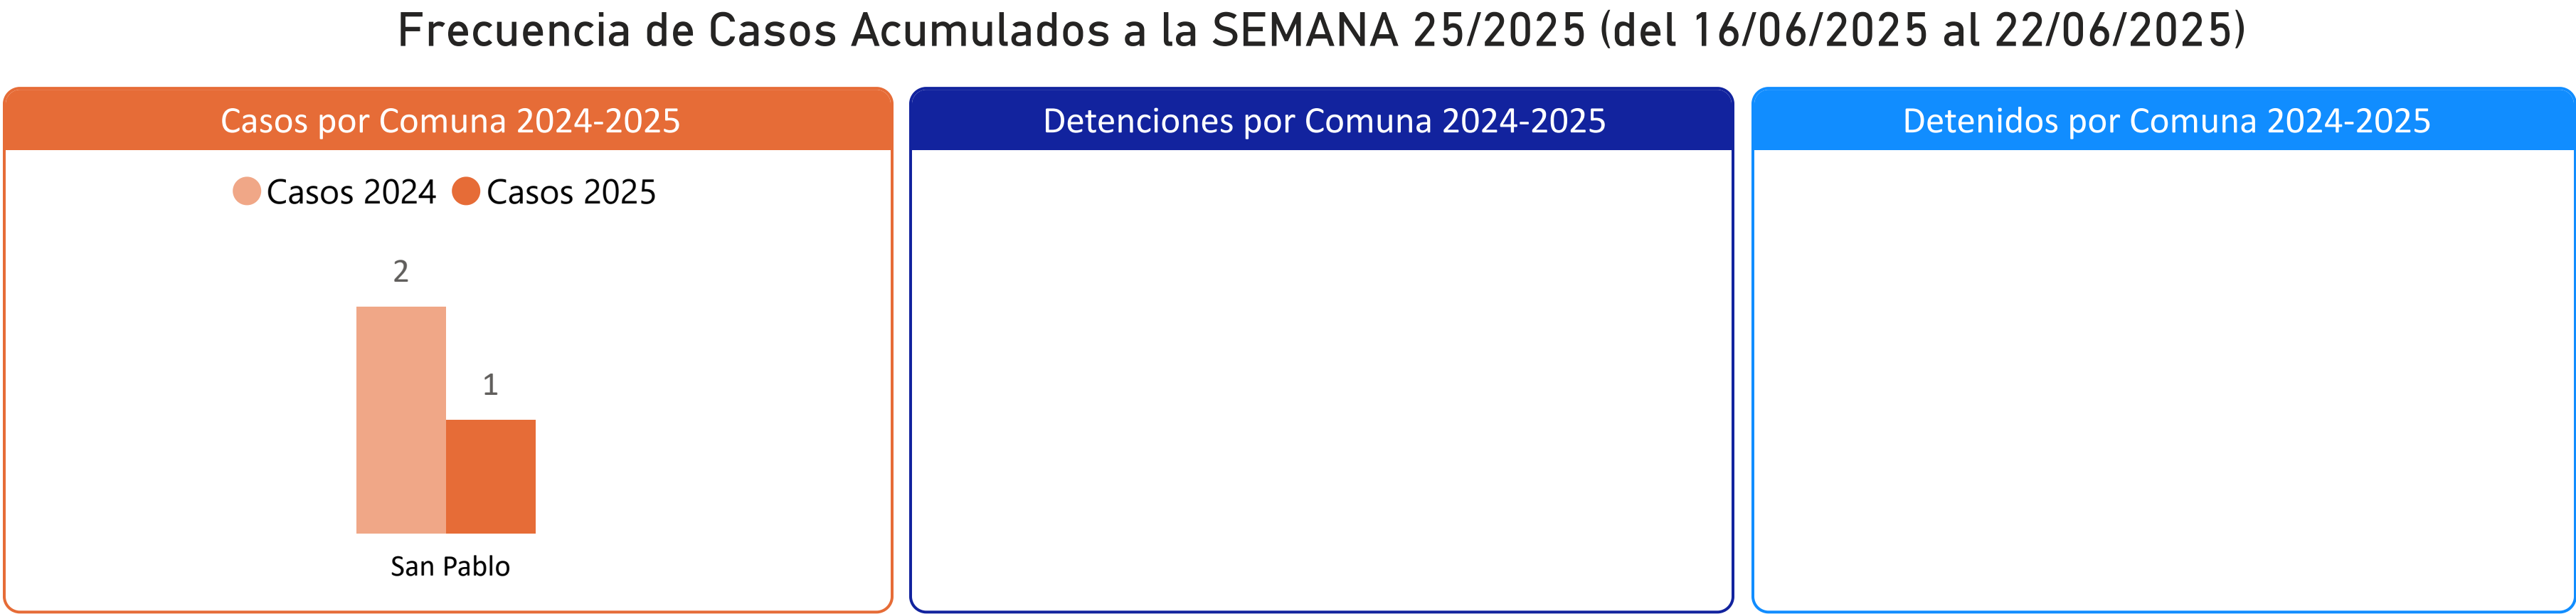 Frecuencia de Casos Acumulados a la SEMANA 25/2025 (del 16/06/2025 al 22/06/2025)
Casos por Comuna 2024-2025
Casos 2024 Casos 2025
2
1
San Pablo
Detenciones por Comuna 2024-2025
Detenidos por Comuna 2024-2025